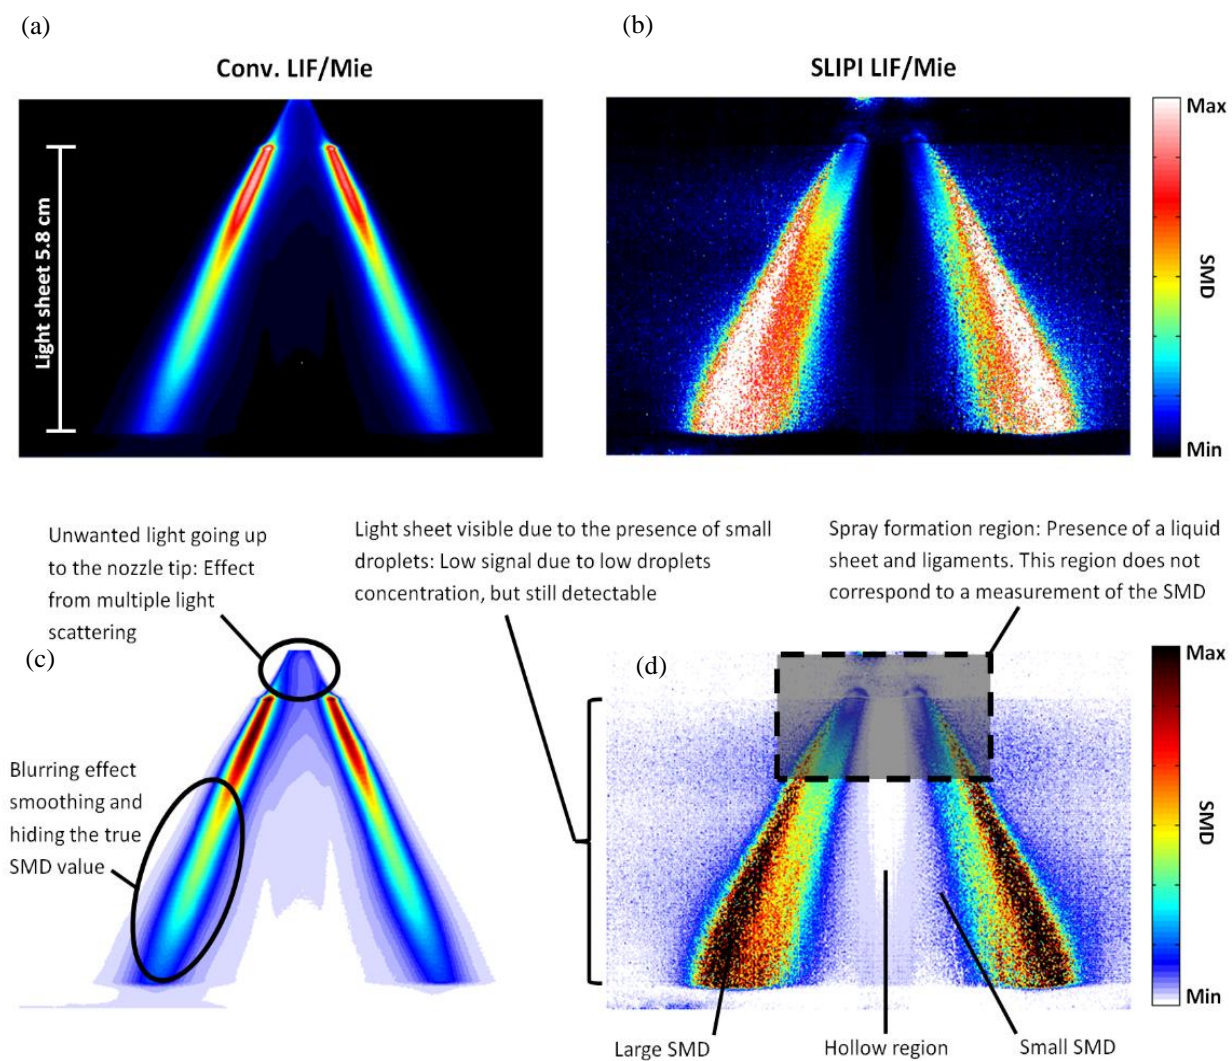 (a)
(b)
Conv. LIF/Mie
SLIPI LIF/Mie
Light sheet 5.8 cm
Max
SMD
Min
Unwanted light going up
to the nozzle tip: Effect
from multiple light
scattering
Light sheet visible due to the presence of small
droplets: Low signal due to low droplets
concentration, but still detectable
Spray formation region: Presence of a liquid
sheet and ligaments. This region does not
correspond to a measurement of the SMD
(c)
(d)
Blurring effect
smoothing and
hiding the true
SMD value
Max
SMD
Min
Large SMD
Hollow region
Small SMD